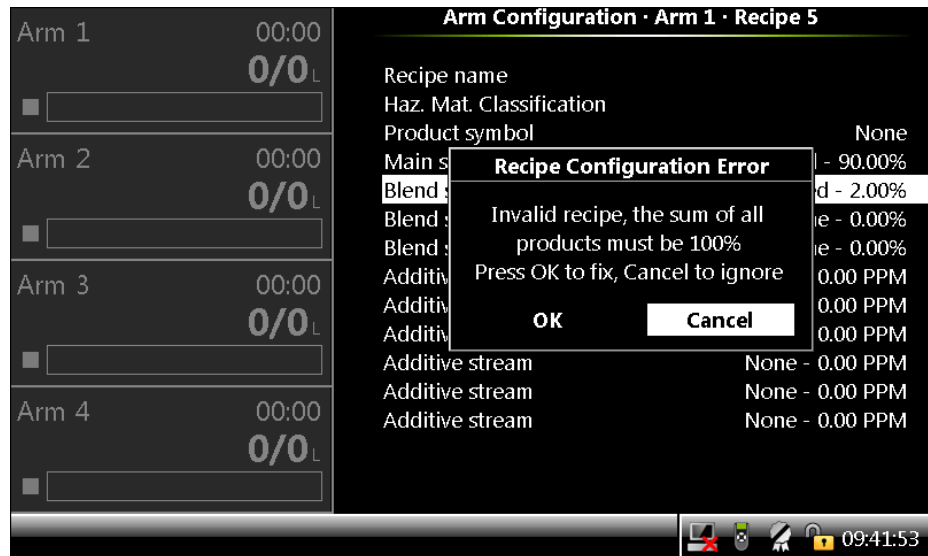 Arm 1 00:00
0/0 L
Arm 2 00:00
0/0 L
Arm 3 00:00
0/0 L
Arm 4 00:00
0/0 L
Arm Configuration · Arm 1 · Recipe 5
Recipe name
Haz. Mat. Classification
Product symbol None
Main s l - 90.00%
Blend s d - 2.00%
Blend s e - 0.00%
Blend s e - 0.00%
Additiv 0.00 PPM
Additiv 0.00 PPM
Additiv 0.00 PPM
Additive stream None - 0.00 PPM
Additive stream None - 0.00 PPM
Additive stream None - 0.00 PPM
Recipe Configuration Error
Invalid recipe, the sum of all
products must be 100%
Press OK to fix, Cancel to ignore
OK Cancel
09:41:53